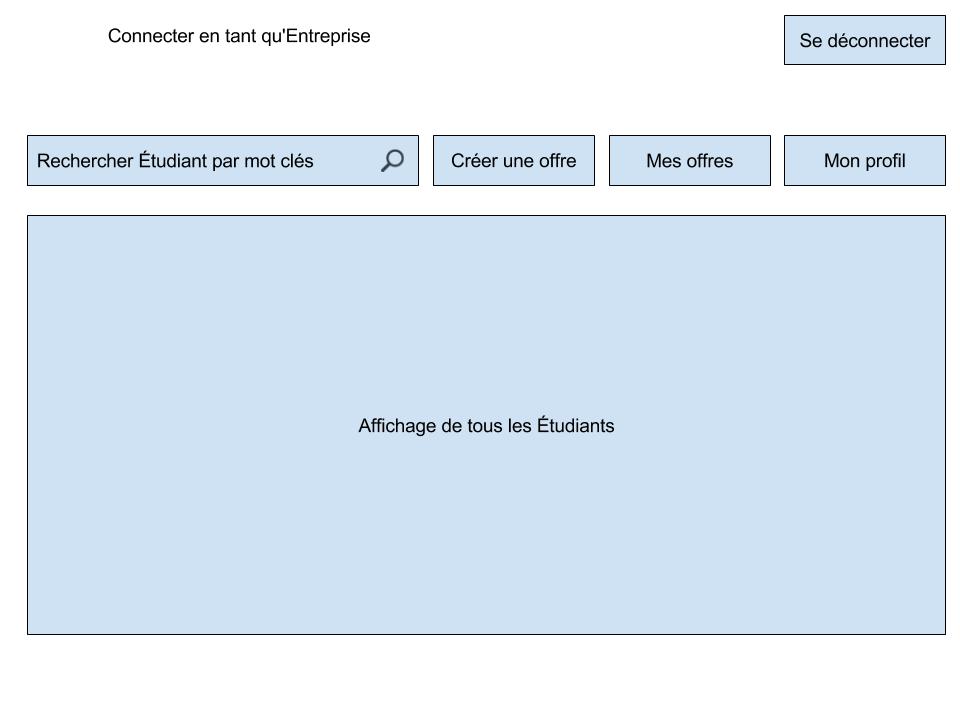 Connecter en tant qu'Entreprise
Se déconnecter
Rechercher Étudiant par mot clés
Créer une offre
Mes offres
Mon profil
Affichage de tous les Étudiants